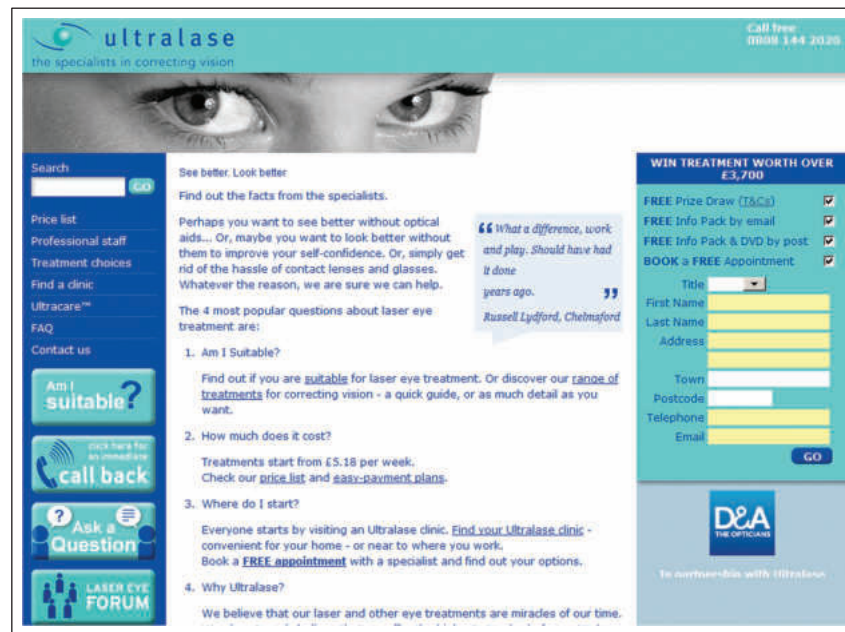 ultralase
the specialists in correcting vision
Call free
0808 144 2020
Search
GO
Price list
Professional staff
Treatment choices
Find a clinic
Ultracare™
FAQ
Contact us
Am I
suitable?
click here for
an immediate
call back
Ask a
Question
LASER EYE
FORUM
See better. Look better
Find out the facts from the specialists.
Perhaps you want to see better without optical
aids... Or, maybe you want to look better without
them to improve your self-confidence. Or, simply get
rid of the hassle of contact lenses and glasses.
Whatever the reason, we are sure we can help.
“ What a difference, work
and play. Should have had
it done
years ago. ”
Russell Lydford, Chelmsford
The 4 most popular questions about laser eye
treatment are:
1. Am I Suitable?
Find out if you are suitable for laser eye treatment. Or discover our range of
treatments for correcting vision - a quick guide, or as much detail as you
want.
2. How much does it cost?
Treatments start from £5.18 per week.
Check our price list and easy-payment plans.
3. Where do I start?
Everyone starts by visiting an Ultralase clinic. Find your Ultralase clinic -
convenient for your home - or near to where you work.
Book a FREE appointment with a specialist and find out your options.
4. Why Ultralase?
We believe that our laser and other eye treatments are miracles of our time.
WIN TREATMENT WORTH OVER
£3,700
FREE Prize Draw (T&Cs)
FREE Info Pack by email
FREE Info Pack & DVD by post
BOOK a FREE Appointment
Title
First Name
Last Name
Address
Town
Postcode
Telephone
Email
GO
D&A
THE OPTICIANS
In partnership with Ultralase